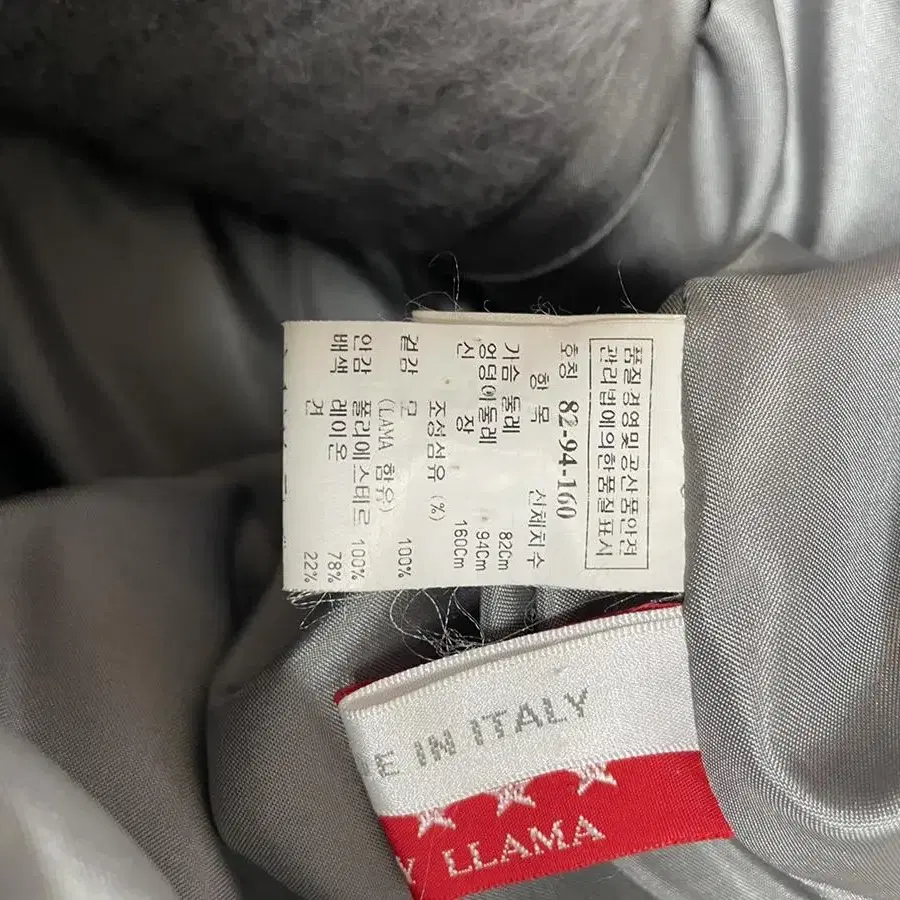 품질경영및공산품안전
관리법에의한품질표시
호칭 82-94-160
항 목 신체치수
가슴 둘레 82Cm
엉덩이둘레 94Cm
신 장 160Cm
조성섬유 (%)
겉감 모 100%
(LAMA 함유)
안감 폴리에스테르 100%
배색 레이온 78%
견 22%
E IN ITALY
Y LLAMA